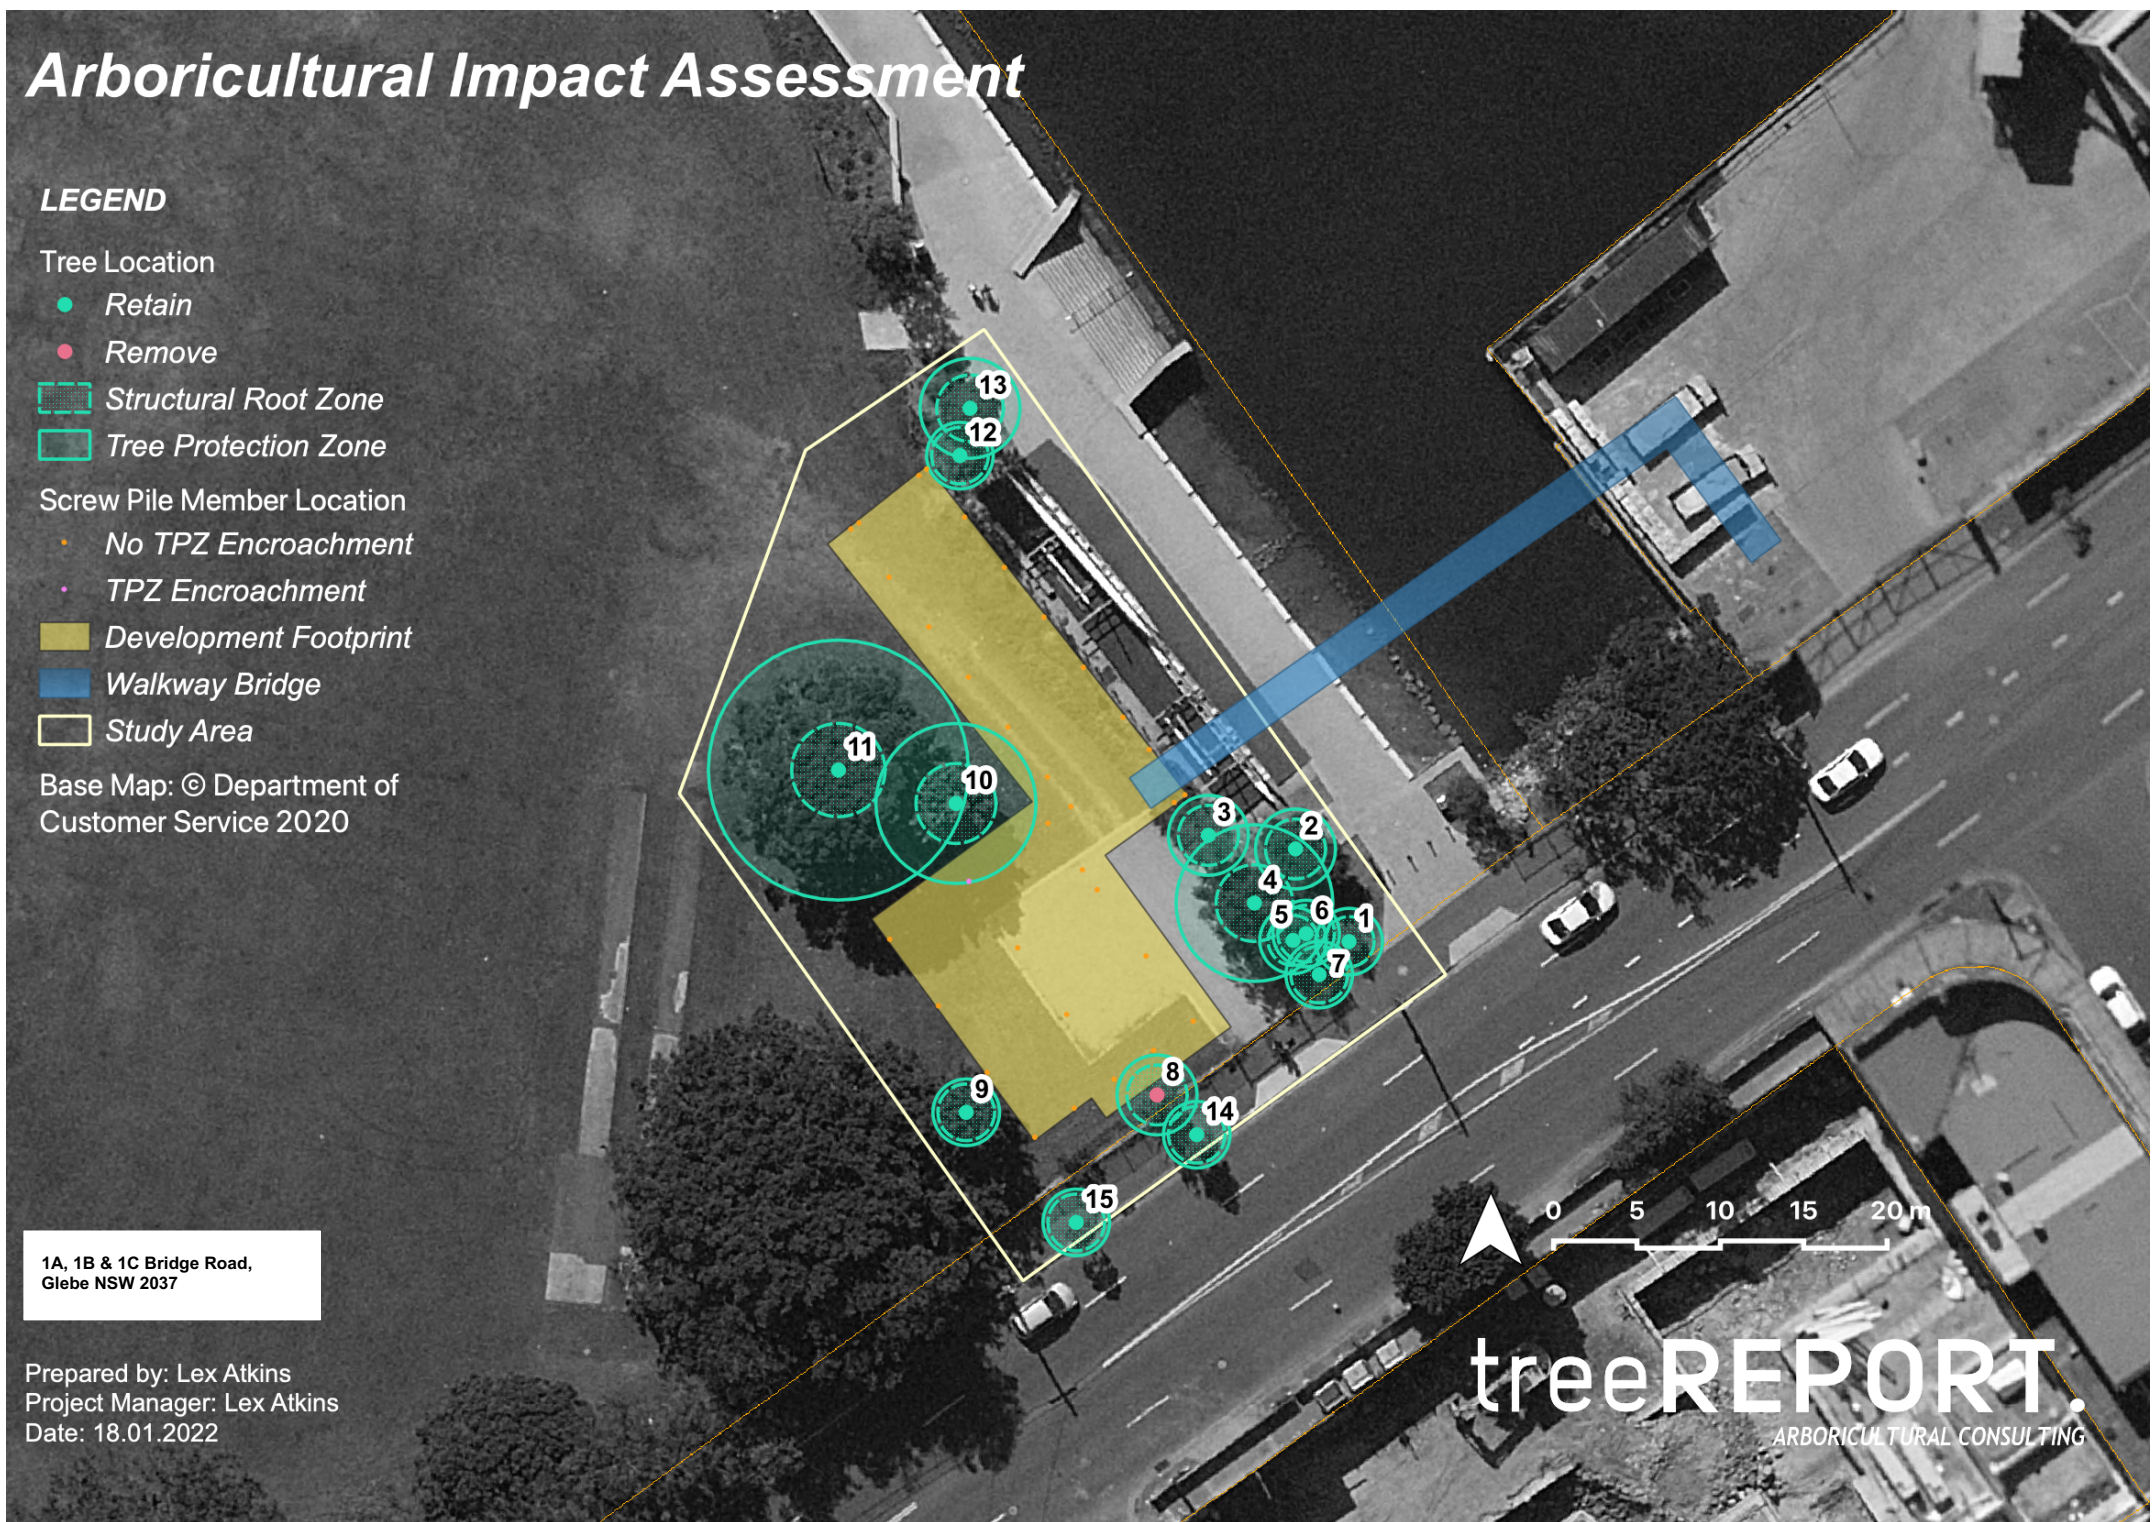 Arboricultural Impact Assessment
LEGEND
Tree Location
Retain
Remove
Structural Root Zone
Tree Protection Zone
Screw Pile Member Location
No TPZ Encroachment
TPZ Encroachment
Development Footprint
Walkway Bridge
Study Area
Base Map: © Department of
Customer Service 2020
13
12
11
10
3
2
4
5
6
1
7
8
9
14
15
0 5 10 15 20 m
1A, 1B & 1C Bridge Road,
Glebe NSW 2037
Prepared by: Lex Atkins
Project Manager: Lex Atkins
Date: 18.01.2022
treeREPORT.
ARBORICULTURAL CONSULTING